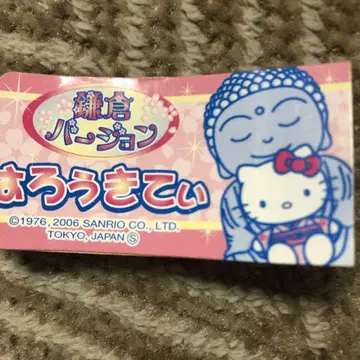 鎌倉
バージョン
はろうきてぃ
©1976, 2006 SANRIO CO., LTD.
TOKYO, JAPAN Ⓢ